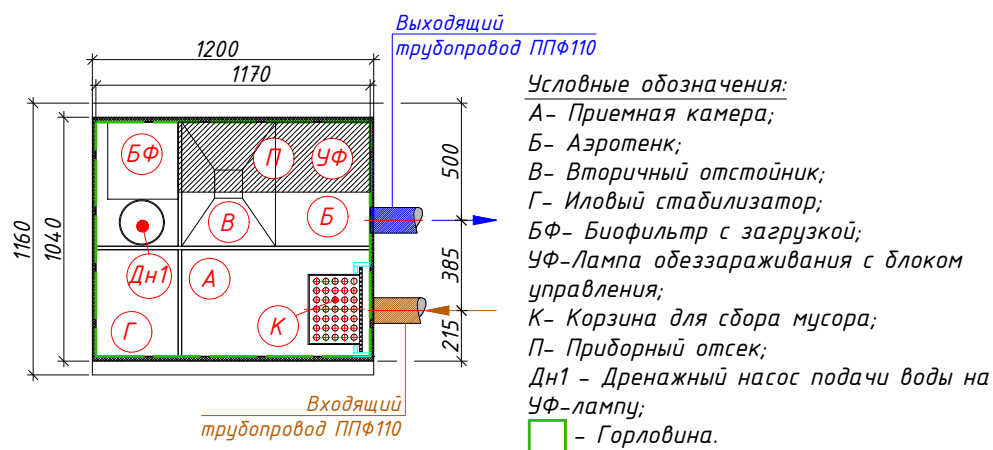 Выходящий
трубопровод ППФ110
1200
1170
Условные обозначения:
А- Приемная камера;
Б- Аэротенк;
В- Вторичный отстойник;
Г- Иловый стабилизатор;
БФ- Биофильтр с загрузкой;
УФ-Лампа обеззараживания с блоком
управления;
К- Корзина для сбора мусора;
П- Приборный отсек;
Дн1 - Дренажный насос подачи воды на
УФ-лампу;
- Горловина.
1160
1040
БФ
П
УФ
В
Б
Дн1
А
Г
К
500
385
215
Входящий
трубопровод ППФ110